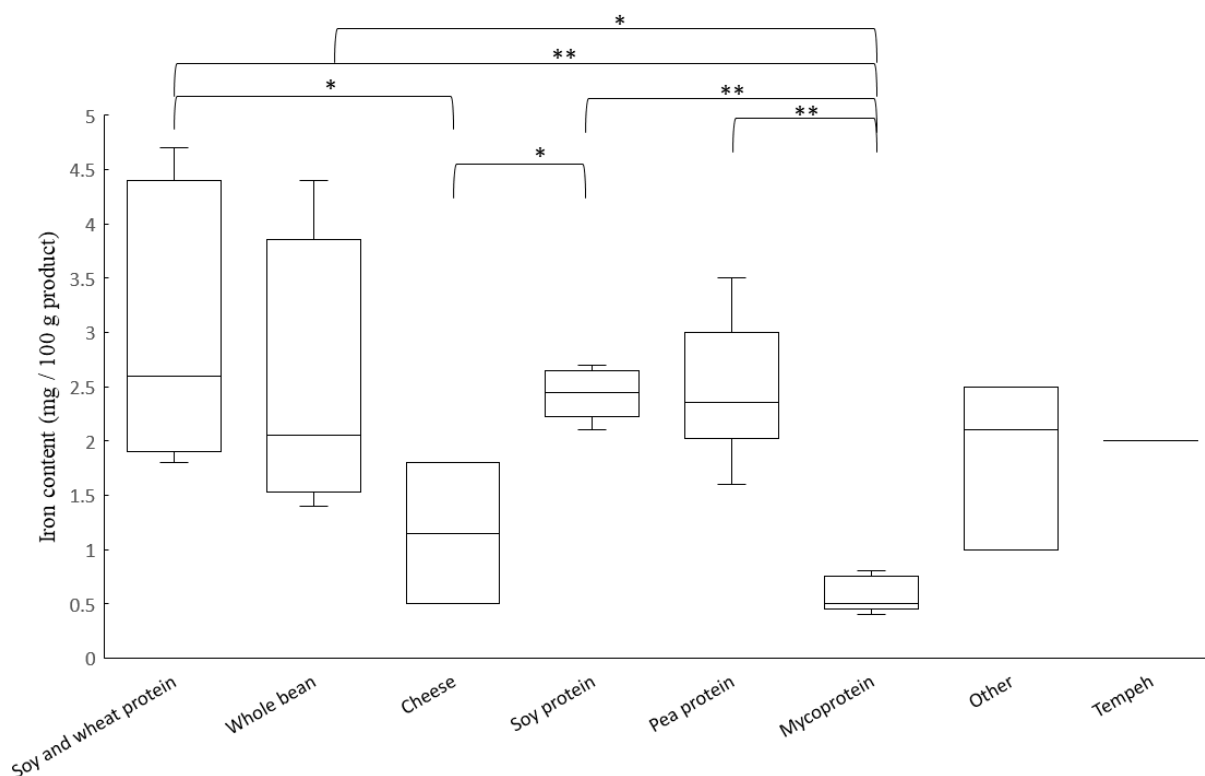 *
**
*
**
**
*
5
4.5
4
3.5
3
2.5
2
1.5
1
0.5
0
Iron content (mg / 100 g product)
Soy and wheat protein
Whole bean
Cheese
Soy protein
Pea protein
Mycoprotein
Other
Tempeh